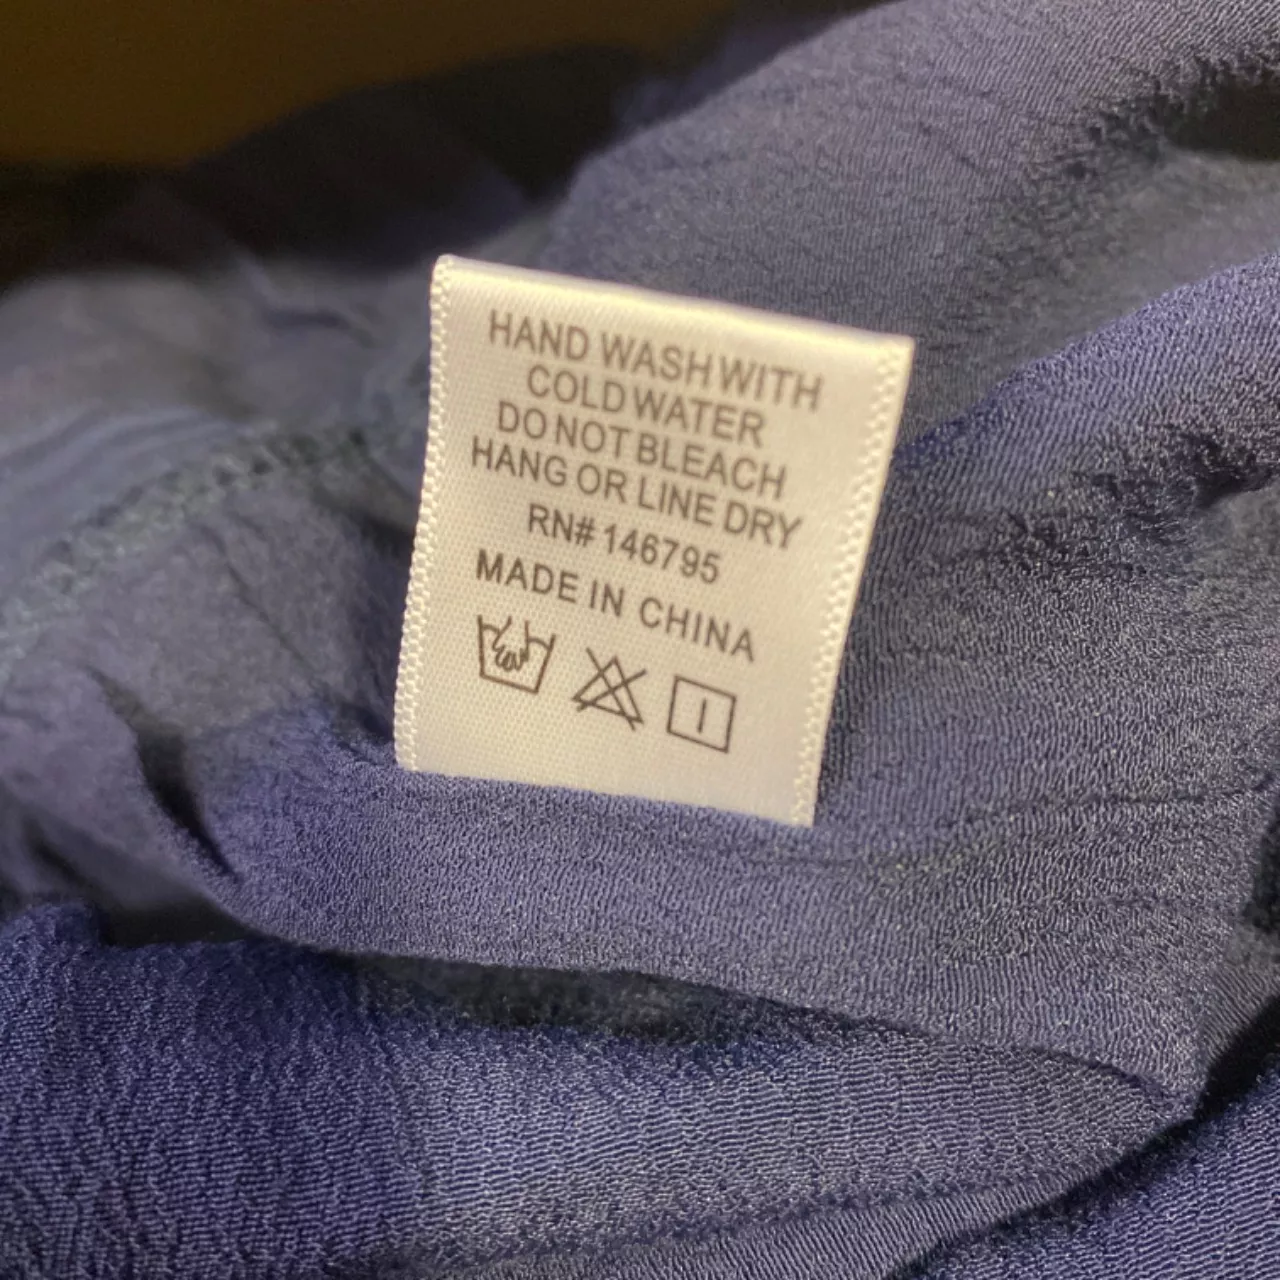 HAND WASH WITH
COLD WATER
DO NOT BLEACH
HANG OR LINE DRY
RN# 146795
MADE IN CHINA